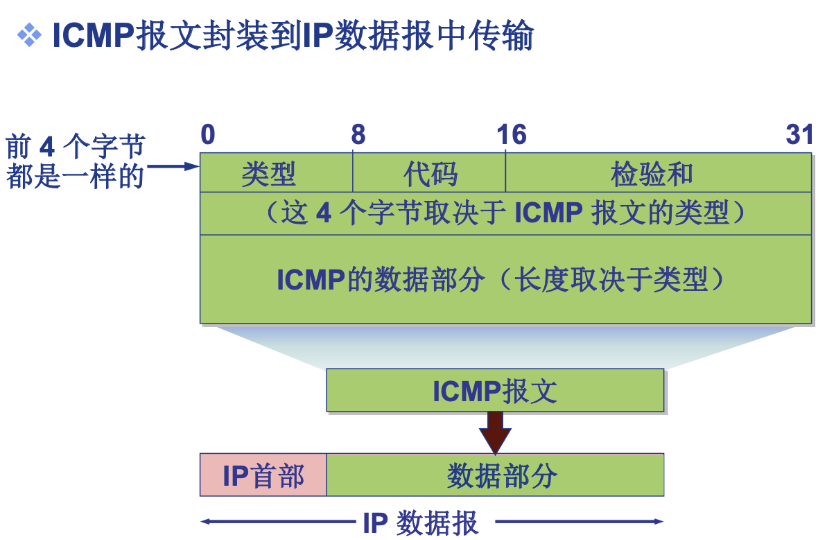 ICMP报文封装到IP数据报中传输
0 8 16 31
前 4 个字节
都是一样的
类型 代码 检验和
（这 4 个字节取决于 ICMP 报文的类型）
ICMP的数据部分（长度取决于类型）
ICMP报文
IP首部 数据部分
IP 数据报